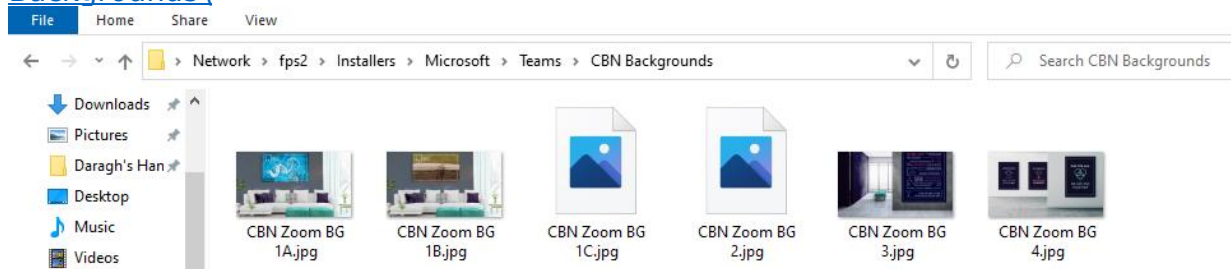 Backgrounds\
File Home Share View
Network > fps2 > Installers > Microsoft > Teams > CBN Backgrounds
Search CBN Backgrounds
Downloads
Pictures
Daragh's Han
Desktop
Music
Videos
CBN Zoom BG 1A.jpg
CBN Zoom BG 1B.jpg
CBN Zoom BG 1C.jpg
CBN Zoom BG 2.jpg
CBN Zoom BG 3.jpg
CBN Zoom BG 4.jpg